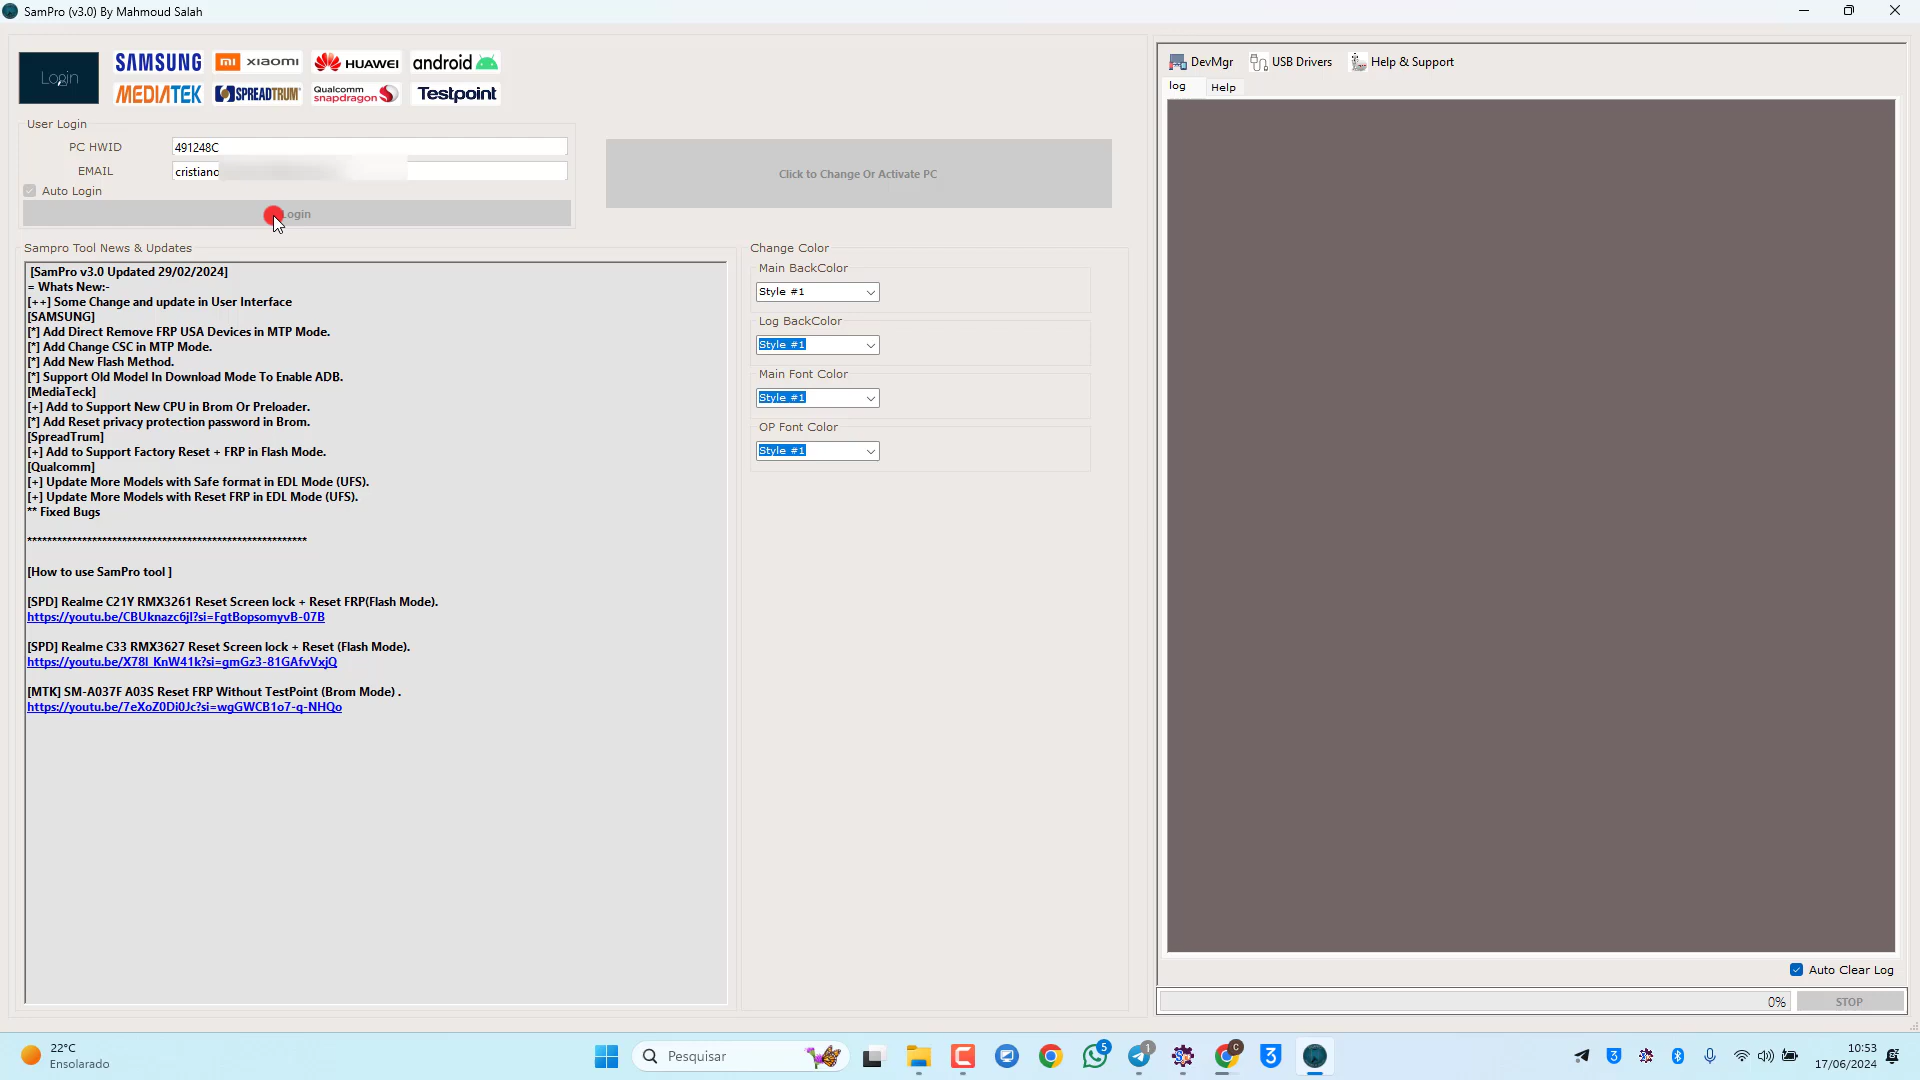 SamPro (v3.0) By Mahmoud Salah
Login
SAMSUNG
mi xiaomi
HUAWEI
android
MEDIATEK
SPREADTRUM
Qualcomm snapdragon
Testpoint
User Login
PC HWID
491248C
EMAIL
cristiano
Auto Login
Login
Click to Change Or Activate PC
Sampro Tool News & Updates
[SamPro v3.0 Updated 29/02/2024]
= Whats New:-
[++] Some Change and update in User Interface
[SAMSUNG]
[*] Add Direct Remove FRP USA Devices in MTP Mode.
[*] Add Change CSC in MTP Mode.
[*] Add New Flash Method.
[*] Support Old Model In Download Mode To Enable ADB.
[MediaTeck]
[+] Add to Support New CPU in Brom Or Preloader.
[*] Add Reset privacy protection password in Brom.
[SpreadTrum]
[+] Add to Support Factory Reset + FRP in Flash Mode.
[Qualcomm]
[+] Update More Models with Safe format in EDL Mode (UFS).
[+] Update More Models with Reset FRP in EDL Mode (UFS).
** Fixed Bugs
********************************************************
[How to use SamPro tool ]
[SPD] Realme C21Y RMX3261 Reset Screen lock + Reset FRP(Flash Mode).
https://youtu.be/CBUknazc6jI?si=FgtBopsomyvB-07B
[SPD] Realme C33 RMX3627 Reset Screen lock + Reset (Flash Mode).
https://youtu.be/X78I_KnW41k?si=gmGz3-81GAfvVxjQ
[MTK] SM-A037F A03S Reset FRP Without TestPoint (Brom Mode) .
https://youtu.be/7eXoZ0Di0Jc?si=wgGWCB1o7-q-NHQo
Change Color
Main BackColor
Style #1
Log BackColor
Style #1
Main Font Color
Style #1
OP Font Color
Style #1
DevMgr
USB Drivers
Help & Support
log
Help
Auto Clear Log
0%
STOP
22°C
Ensolarado
Pesquisar
5
1
C
3
3
10:53
17/06/2024